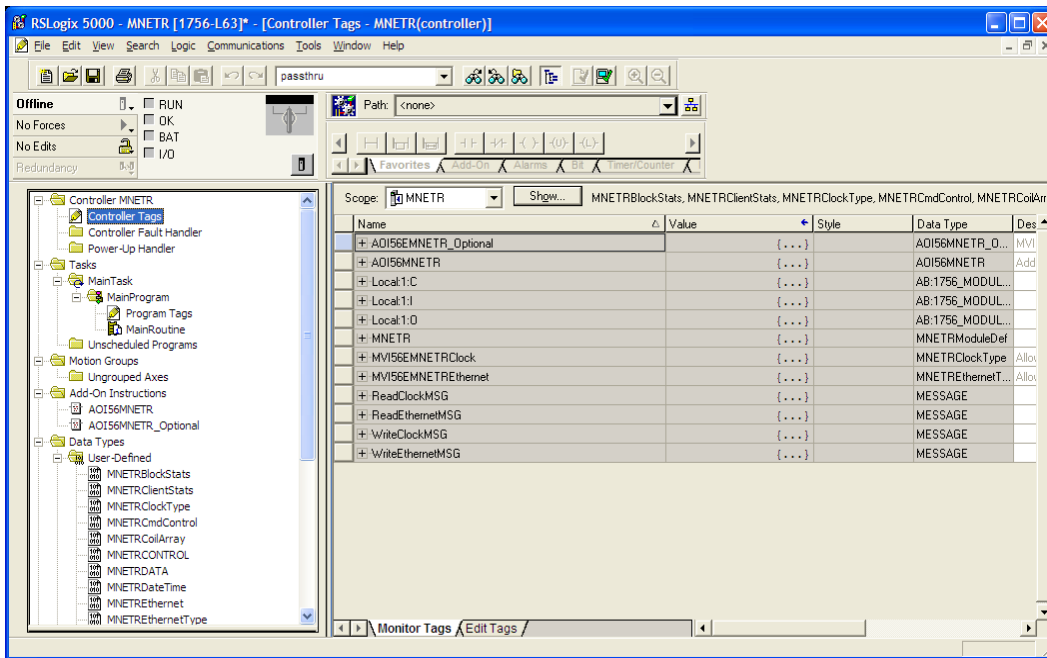 RSLogix 5000 - MNETR [1756-L63]* - [Controller Tags - MNETR(controller)]
File Edit View Search Logic Communications Tools Window Help
passthru
Offline
RUN
No Forces
OK
No Edits
BAT
Redundancy
I/O
Path: <none>
Favorites Add-On Alarms Bit Timer/Counter
Controller MNETR
Controller Tags
Controller Fault Handler
Power-Up Handler
Tasks
MainTask
MainProgram
Program Tags
MainRoutine
Unscheduled Programs
Motion Groups
Ungrouped Axes
Add-On Instructions
AOI56MNETR
AOI56MNETR_Optional
Data Types
User-Defined
MNETRBlockStats
MNETRClientStats
MNETRClockType
MNETRCmdControl
MNETRCoilArray
MNETRCONTROL
MNETRDATA
MNETRDateTime
MNETREthernet
MNETREthernetType
Scope: MNETR Show... MNETRBlockStats, MNETRClientStats, MNETRClockType, MNETRCmdControl, MNETRCoilArr
Name Value Style Data Type Des
+ AOI56EMNETR_Optional {...} AOI56MNETR_O... MVI
+ AOI56MNETR {...} AOI56MNETR Add
+ Local:1:C {...} AB:1756_MODUL...
+ Local:1:I {...} AB:1756_MODUL...
+ Local:1:O {...} AB:1756_MODUL...
+ MNETR {...} MNETRModuleDef
+ MVI56EMNETRClock {...} MNETRClockType Allo
+ MVI56EMNETREthernet {...} MNETREthernetT... Allo
+ ReadClockMSG {...} MESSAGE
+ ReadEthernetMSG {...} MESSAGE
+ WriteClockMSG {...} MESSAGE
+ WriteEthernetMSG {...} MESSAGE
Monitor Tags Edit Tags